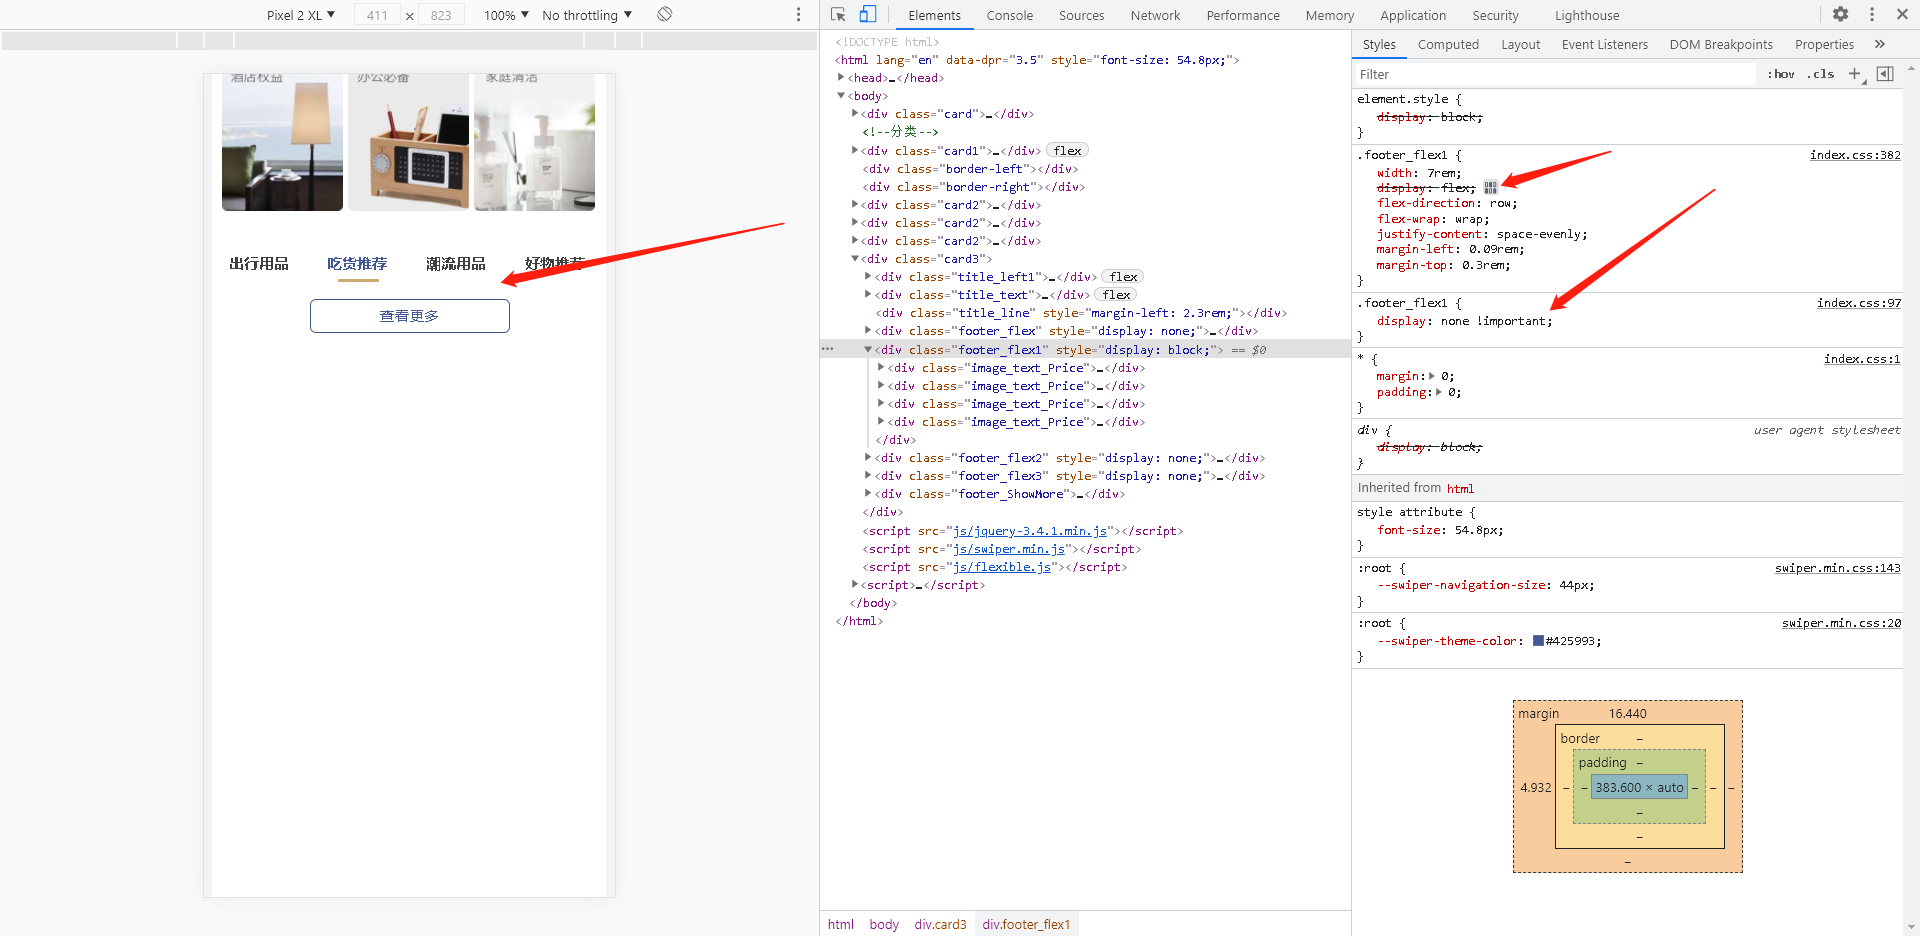 Pixel 2 XL ▼ 411 × 823 100% ▼ No throttling ▼
酒店权益 办公必备 家庭清洁
出行用品 吃货推荐 潮流用品 好物推荐
查看更多
Elements Console Sources Network Performance Memory Application Security Lighthouse
<!DOCTYPE html>
<html lang="en" data-dpr="3.5" style="font-size: 54.8px;">
▶<head>…</head>
▼<body>
▶<div class="card">…</div>
<!--分类-->
▶<div class="card1">…</div> flex
<div class="border-left"></div>
<div class="border-right"></div>
▶<div class="card2">…</div>
▶<div class="card2">…</div>
▶<div class="card2">…</div>
▼<div class="card3">
▶<div class="title_left1">…</div> flex
▶<div class="title_text">…</div> flex
<div class="title_line" style="margin-left: 2.3rem;"></div>
▶<div class="footer_flex" style="display: none;">…</div>
… ▼<div class="footer_flex1" style="display: block;"> == $0
▶<div class="image_text_Price">…</div>
▶<div class="image_text_Price">…</div>
▶<div class="image_text_Price">…</div>
▶<div class="image_text_Price">…</div>
</div>
▶<div class="footer_flex2" style="display: none;">…</div>
▶<div class="footer_flex3" style="display: none;">…</div>
▶<div class="footer_ShowMore">…</div>
</div>
<script src="js/jquery-3.4.1.min.js"></script>
<script src="js/swiper.min.js"></script>
<script src="js/flexible.js"></script>
▶<script>…</script>
</body>
</html>
html body div.card3 div.footer_flex1
Styles Computed Layout Event Listeners DOM Breakpoints Properties »
Filter :hov .cls +
element.style {
display: block;
}
.footer_flex1 { index.css:382
width: 7rem;
display: flex;
flex-direction: row;
flex-wrap: wrap;
justify-content: space-evenly;
margin-left: 0.09rem;
margin-top: 0.3rem;
}
.footer_flex1 { index.css:97
display: none !important;
}
* { index.css:1
margin:▶ 0;
padding:▶ 0;
}
div { user agent stylesheet
display: block;
}
Inherited from html
style attribute {
font-size: 54.8px;
}
:root { swiper.min.css:143
--swiper-navigation-size: 44px;
}
:root { swiper.min.css:20
--swiper-theme-color: #425993;
}
margin 16.440
border –
padding –
4.932 – – 383.600 × auto – – –
–
–
–